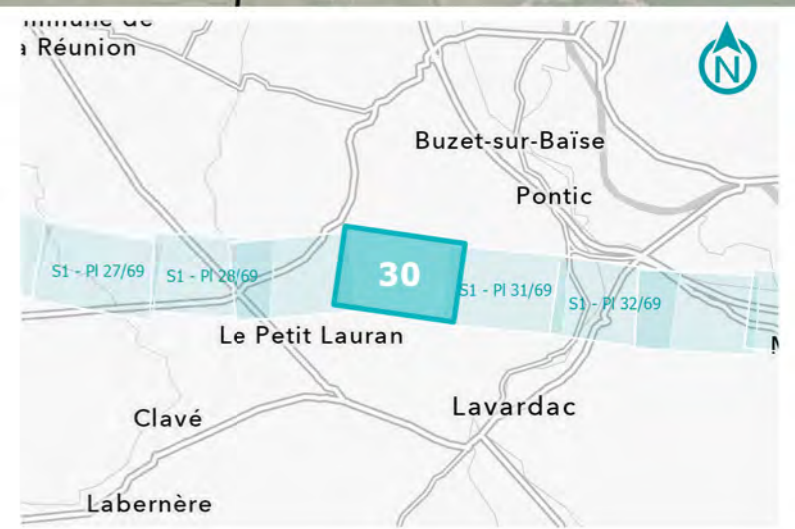 a Réunion
N
Buzet-sur-Baïse
Pontic
S1 - Pl 27/69
S1 - Pl 28/69
30
S1 - Pl 31/69
S1 - Pl 32/69
Le Petit Lauran
Clavé
Lavardac
Labernère